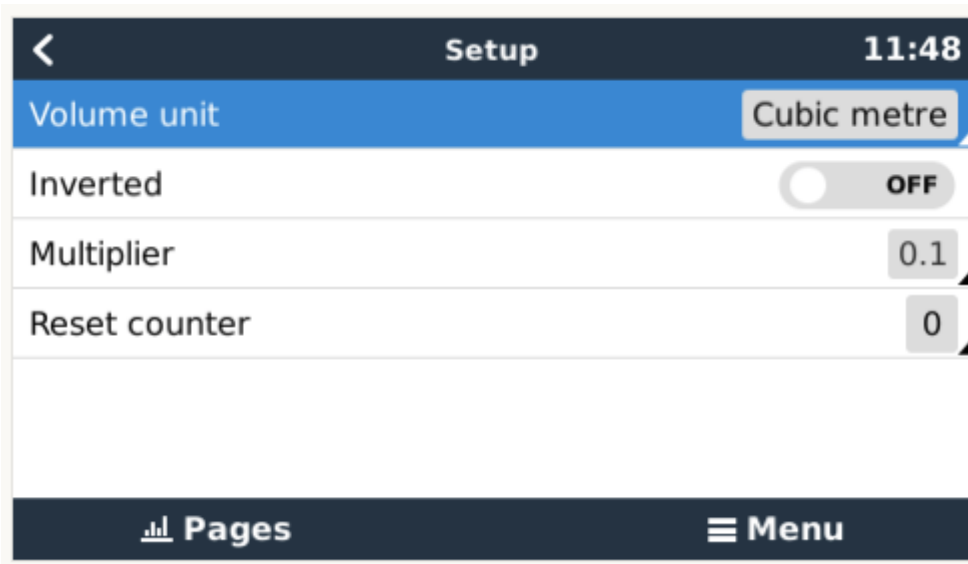 Setup 11:48
Volume unit Cubic metre
Inverted OFF
Multiplier 0.1
Reset counter 0
Pages Menu